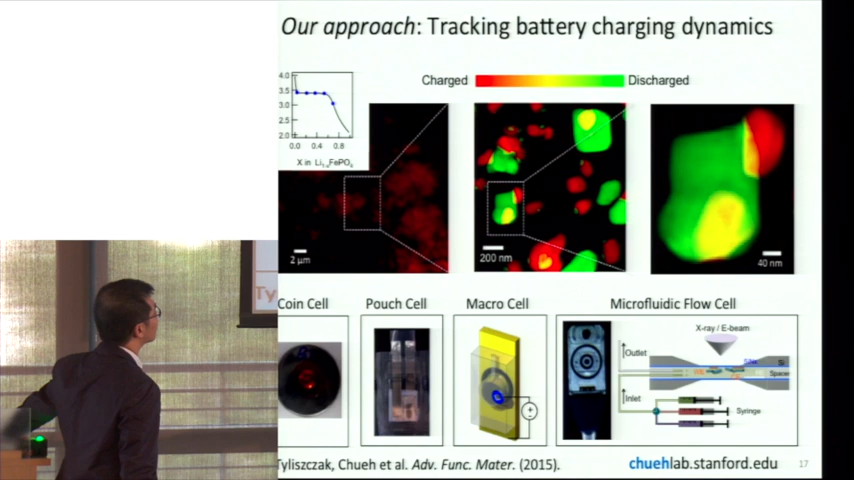 Our approach: Tracking battery charging dynamics
Charged
Discharged
4.0
3.5
3.0
2.5
2.0
0.0 0.4 0.8
X in Li1-xFePO4
2 µm
200 nm
40 nm
Coin Cell
Pouch Cell
Macro Cell
Microfluidic Flow Cell
X-ray / E-beam
Outlet
Si
Spacer
Inlet
Syringe
Ty
Tyliszczak, Chueh et al. Adv. Func. Mater. (2015).
chuehlab.stanford.edu
17